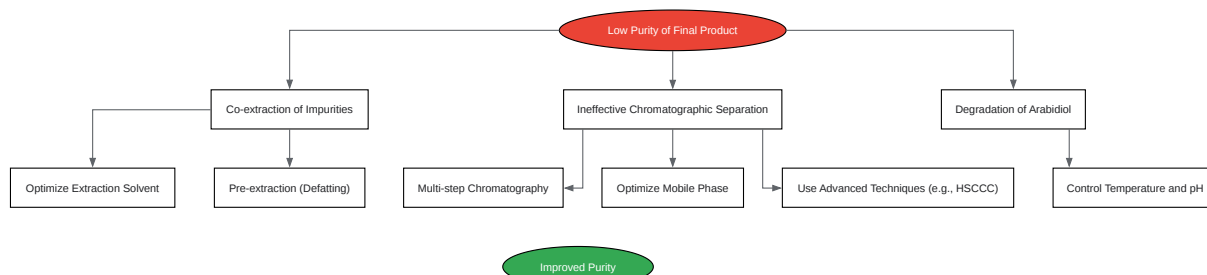 Low Purity of Final Product
Co-extraction of Impurities
Ineffective Chromatographic Separation
Degradation of Arabidiol
Optimize Extraction Solvent
Pre-extraction (Defatting)
Multi-step Chromatography
Optimize Mobile Phase
Use Advanced Techniques (e.g., HSCCC)
Control Temperature and pH
Improved Purity